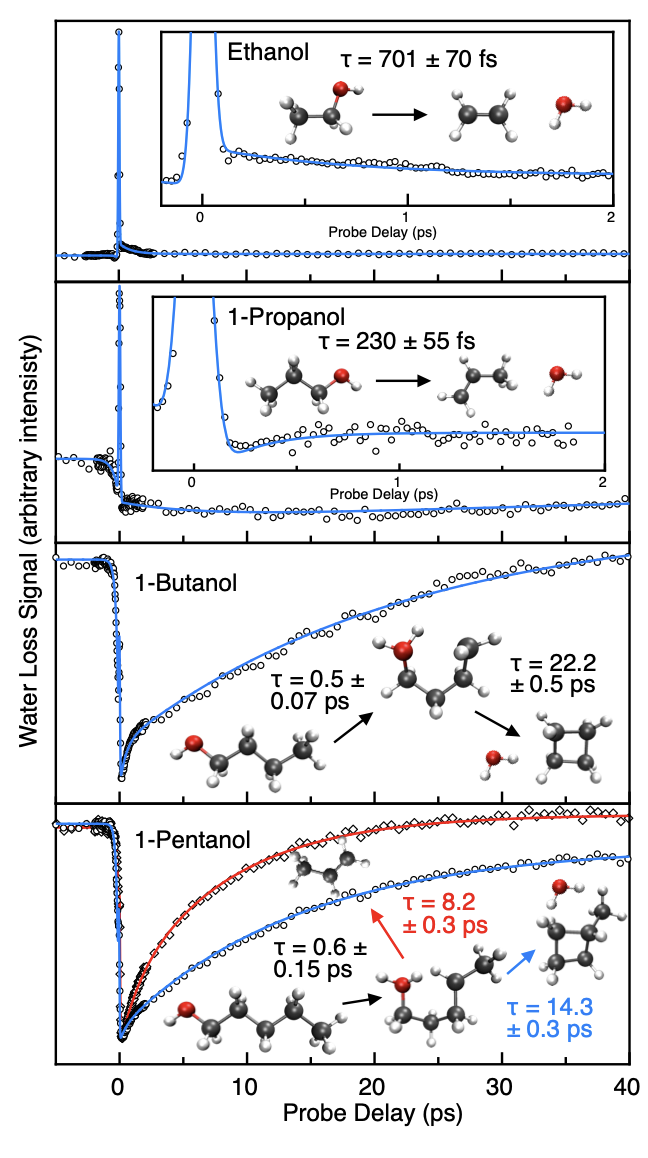 Ethanol
τ = 701 ± 70 fs
0
1
2
Probe Delay (ps)
1-Propanol
τ = 230 ± 55 fs
0
1
2
Probe Delay (ps)
Water Loss Signal (arbitrary intensisty)
1-Butanol
τ = 0.5 ±
0.07 ps
τ = 22.2
± 0.5 ps
1-Pentanol
τ = 8.2
± 0.3 ps
τ = 0.6 ±
0.15 ps
τ = 14.3
± 0.3 ps
0
10
20
30
40
Probe Delay (ps)